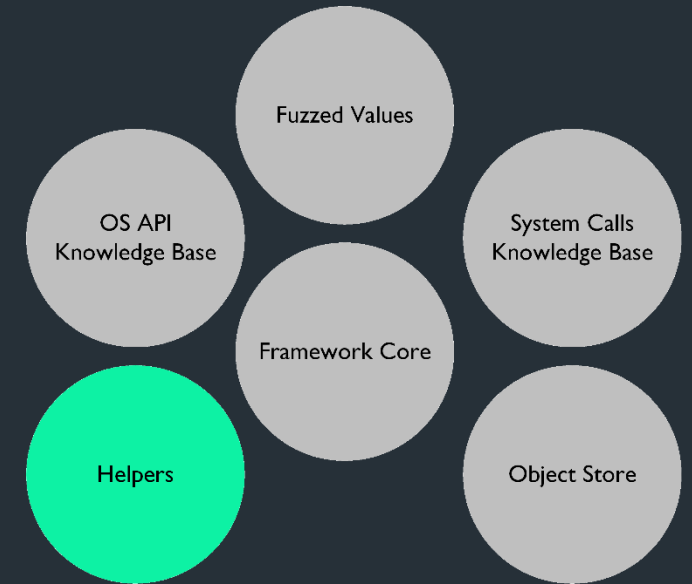 Fuzzed Values
OS API
Knowledge Base
System Calls
Knowledge Base
Framework Core
Helpers
Object Store